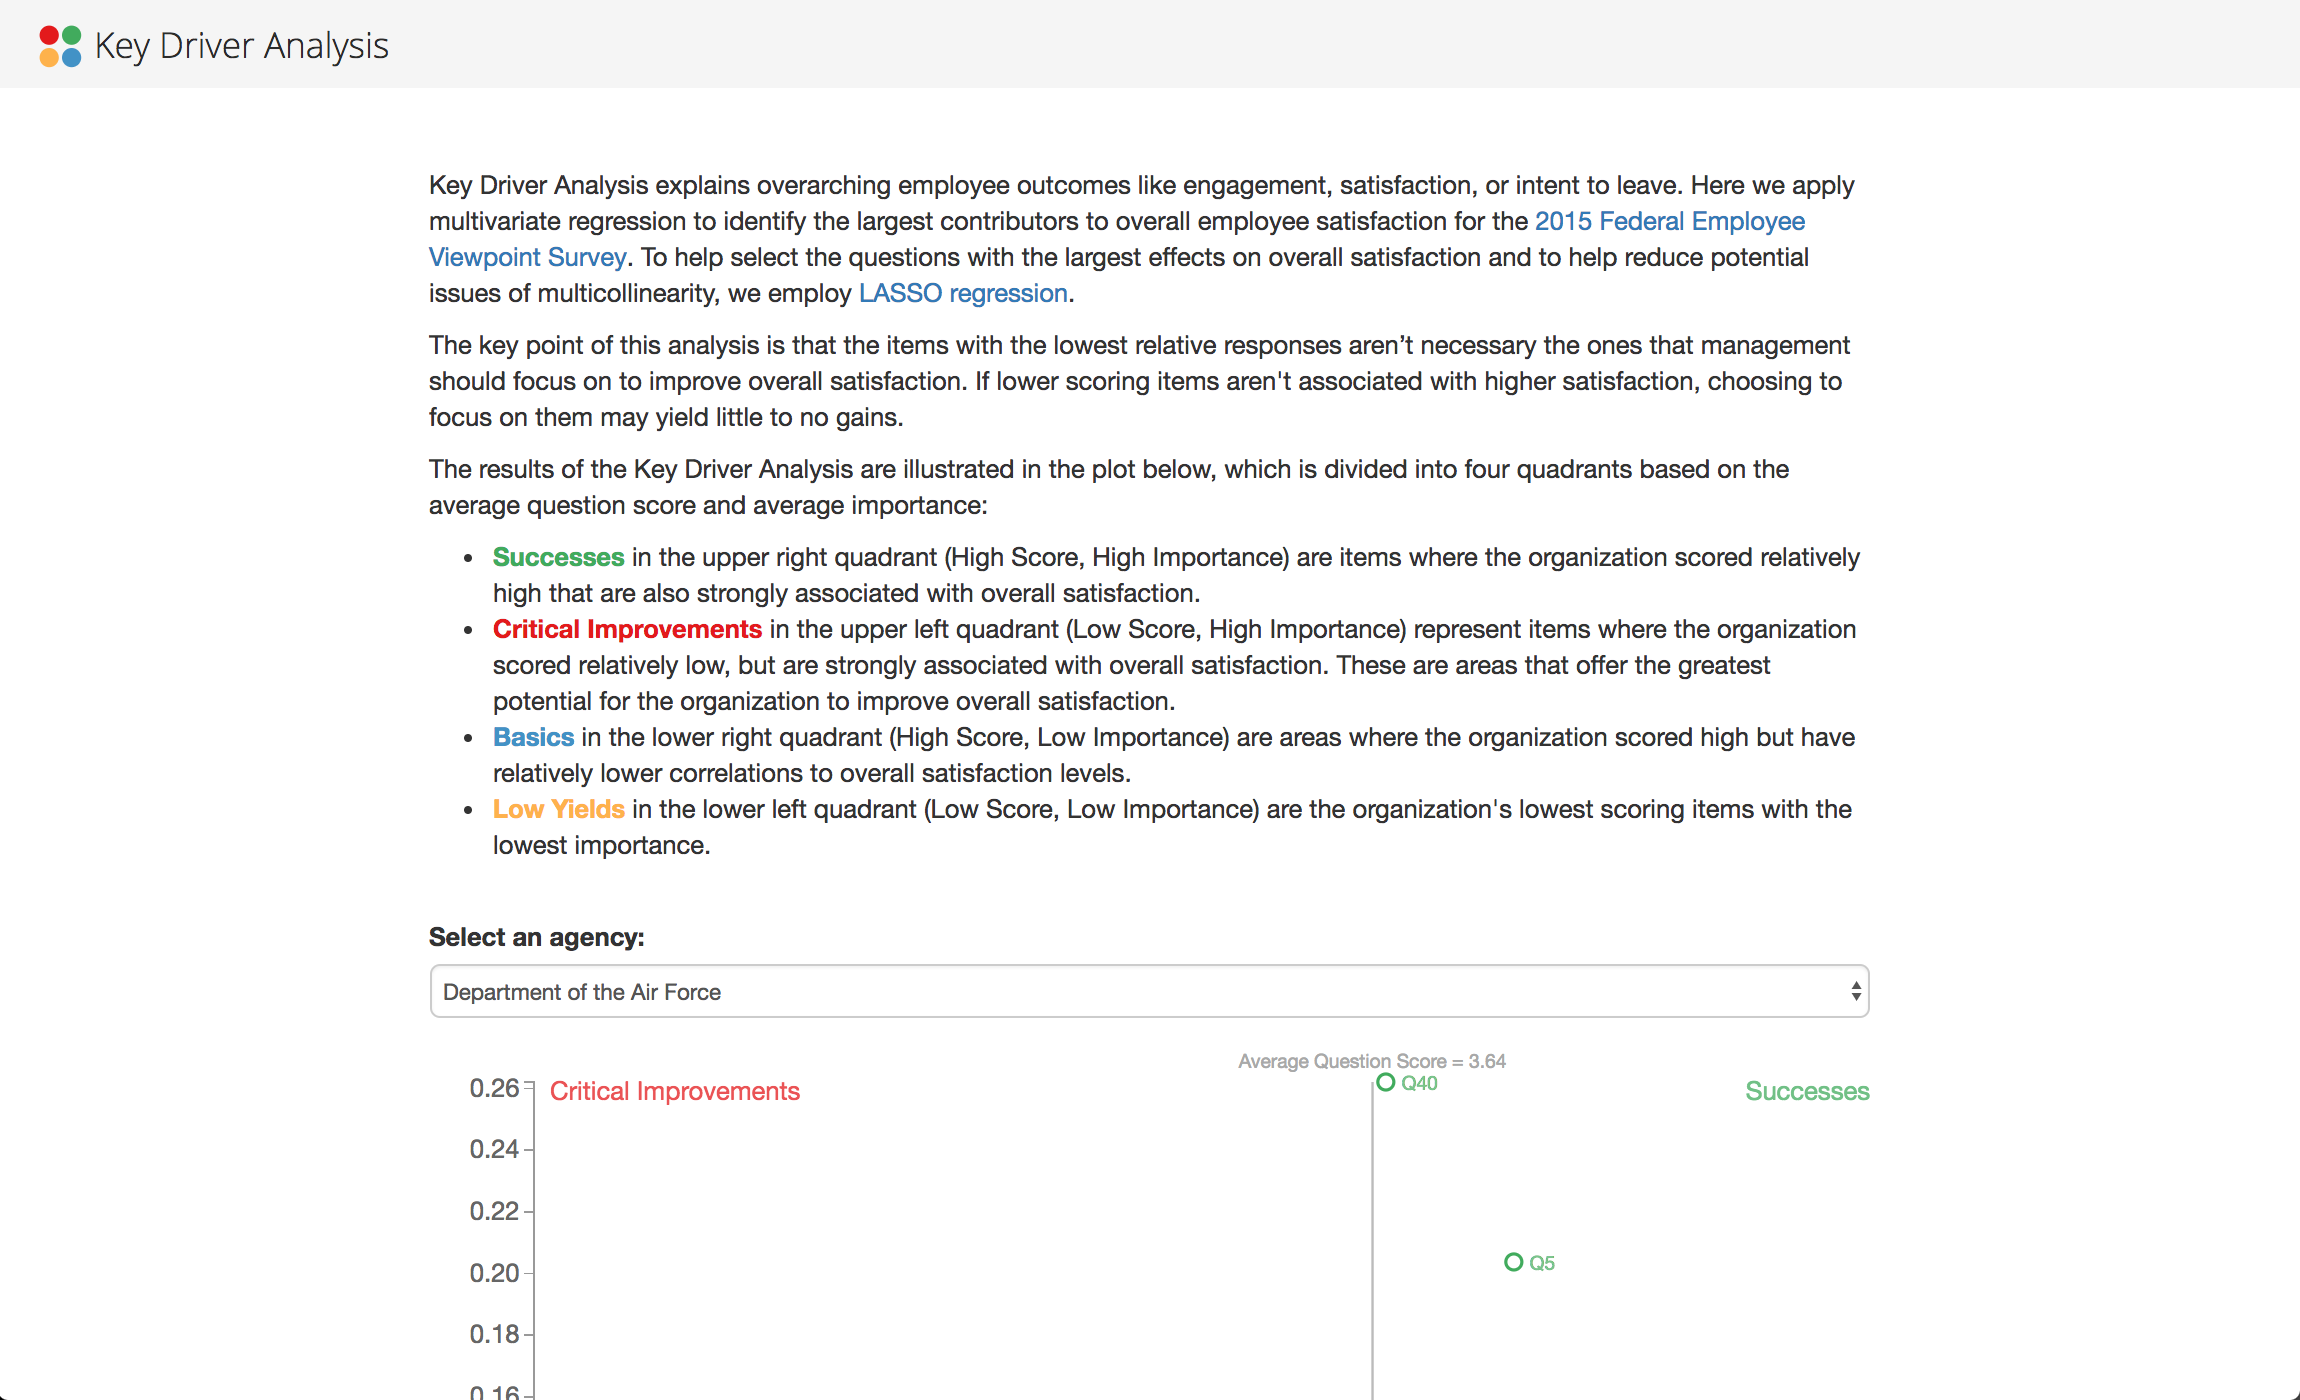 Key Driver Analysis
Key Driver Analysis explains overarching employee outcomes like engagement, satisfaction, or intent to leave. Here we apply
multivariate regression to identify the largest contributors to overall employee satisfaction for the 2015 Federal Employee
Viewpoint Survey. To help select the questions with the largest effects on overall satisfaction and to help reduce potential
issues of multicollinearity, we employ LASSO regression.
The key point of this analysis is that the items with the lowest relative responses aren’t necessary the ones that management
should focus on to improve overall satisfaction. If lower scoring items aren't associated with higher satisfaction, choosing to
focus on them may yield little to no gains.
The results of the Key Driver Analysis are illustrated in the plot below, which is divided into four quadrants based on the
average question score and average importance:
• Successes in the upper right quadrant (High Score, High Importance) are items where the organization scored relatively
high that are also strongly associated with overall satisfaction.
• Critical Improvements in the upper left quadrant (Low Score, High Importance) represent items where the organization
scored relatively low, but are strongly associated with overall satisfaction. These are areas that offer the greatest
potential for the organization to improve overall satisfaction.
• Basics in the lower right quadrant (High Score, Low Importance) are areas where the organization scored high but have
relatively lower correlations to overall satisfaction levels.
• Low Yields in the lower left quadrant (Low Score, Low Importance) are the organization's lowest scoring items with the
lowest importance.
Select an agency:
Department of the Air Force
Average Question Score = 3.64
0.26 Critical Improvements Q40 Successes
0.24
0.22
0.20 Q5
0.18
0.16